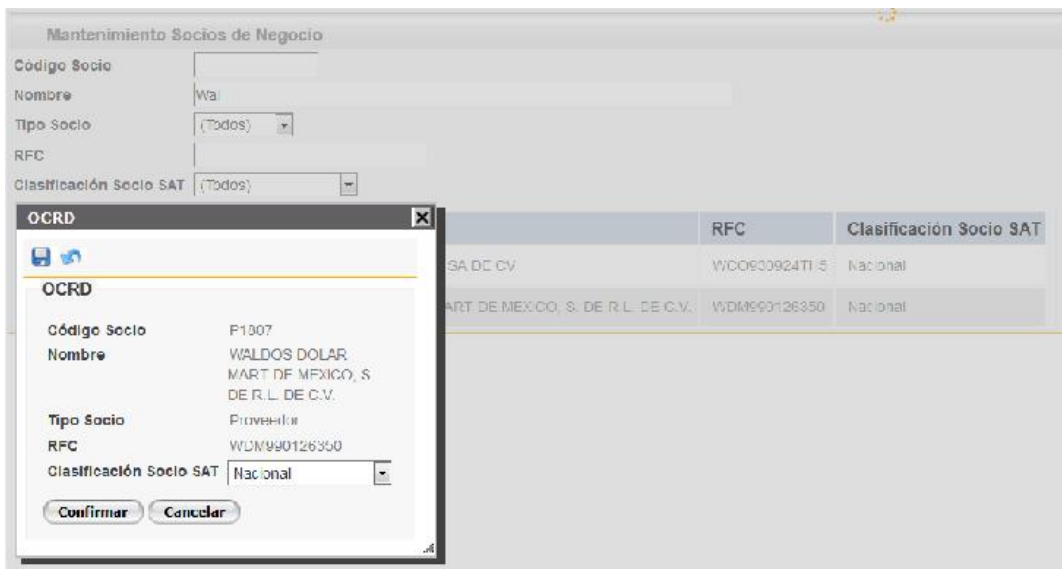 Mantenimiento Socios de Negocio
Código Socio
Nombre Wal
Tipo Socio (Todos)
RFC
Clasificación Socio SAT (Todos)
OCRD
RFC Clasificación Socio SAT
SA DE CV Nacional
ART DE MEXICO, S. DE R.L. DE C.V. WDM990126350 Nacional
OCRD
Código Socio P1807
Nombre WALDOS DOLAR
MART DE MEXICO, S
DE R.L. DE C.V.
Tipo Socio Proveedor
RFC WDM990126350
Clasificación Socio SAT Nacional
Confirmar Cancelar